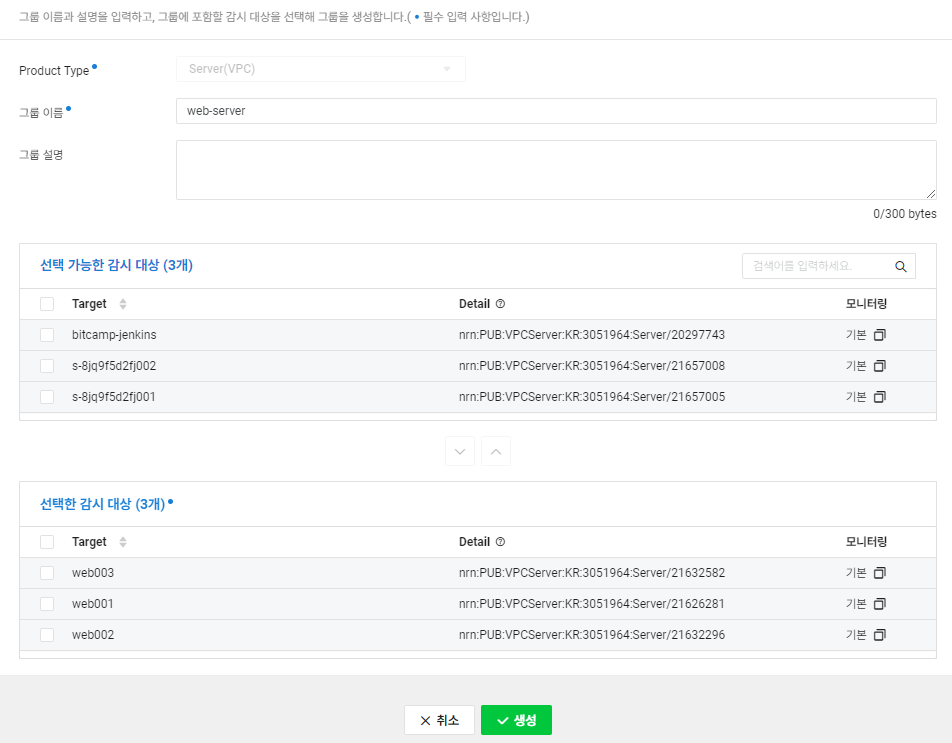 그룹 이름과 설명을 입력하고, 그룹에 포함할 감시 대상을 선택해 그룹을 생성합니다.( • 필수 입력 사항입니다.)
Product Type • Server(VPC)
그룹 이름 • web-server
그룹 설명
0/300 bytes
선택 가능한 감시 대상 (3개) 검색어를 입력하세요.
Target Detail 모니터링
bitcamp-jenkins nrn:PUB:VPCServer:KR:3051964:Server/20297743 기본
s-8jq9f5d2fj002 nrn:PUB:VPCServer:KR:3051964:Server/21657008 기본
s-8jq9f5d2fj001 nrn:PUB:VPCServer:KR:3051964:Server/21657005 기본
선택한 감시 대상 (3개) •
Target Detail 모니터링
web003 nrn:PUB:VPCServer:KR:3051964:Server/21632582 기본
web001 nrn:PUB:VPCServer:KR:3051964:Server/21626281 기본
web002 nrn:PUB:VPCServer:KR:3051964:Server/21632296 기본
취소 생성